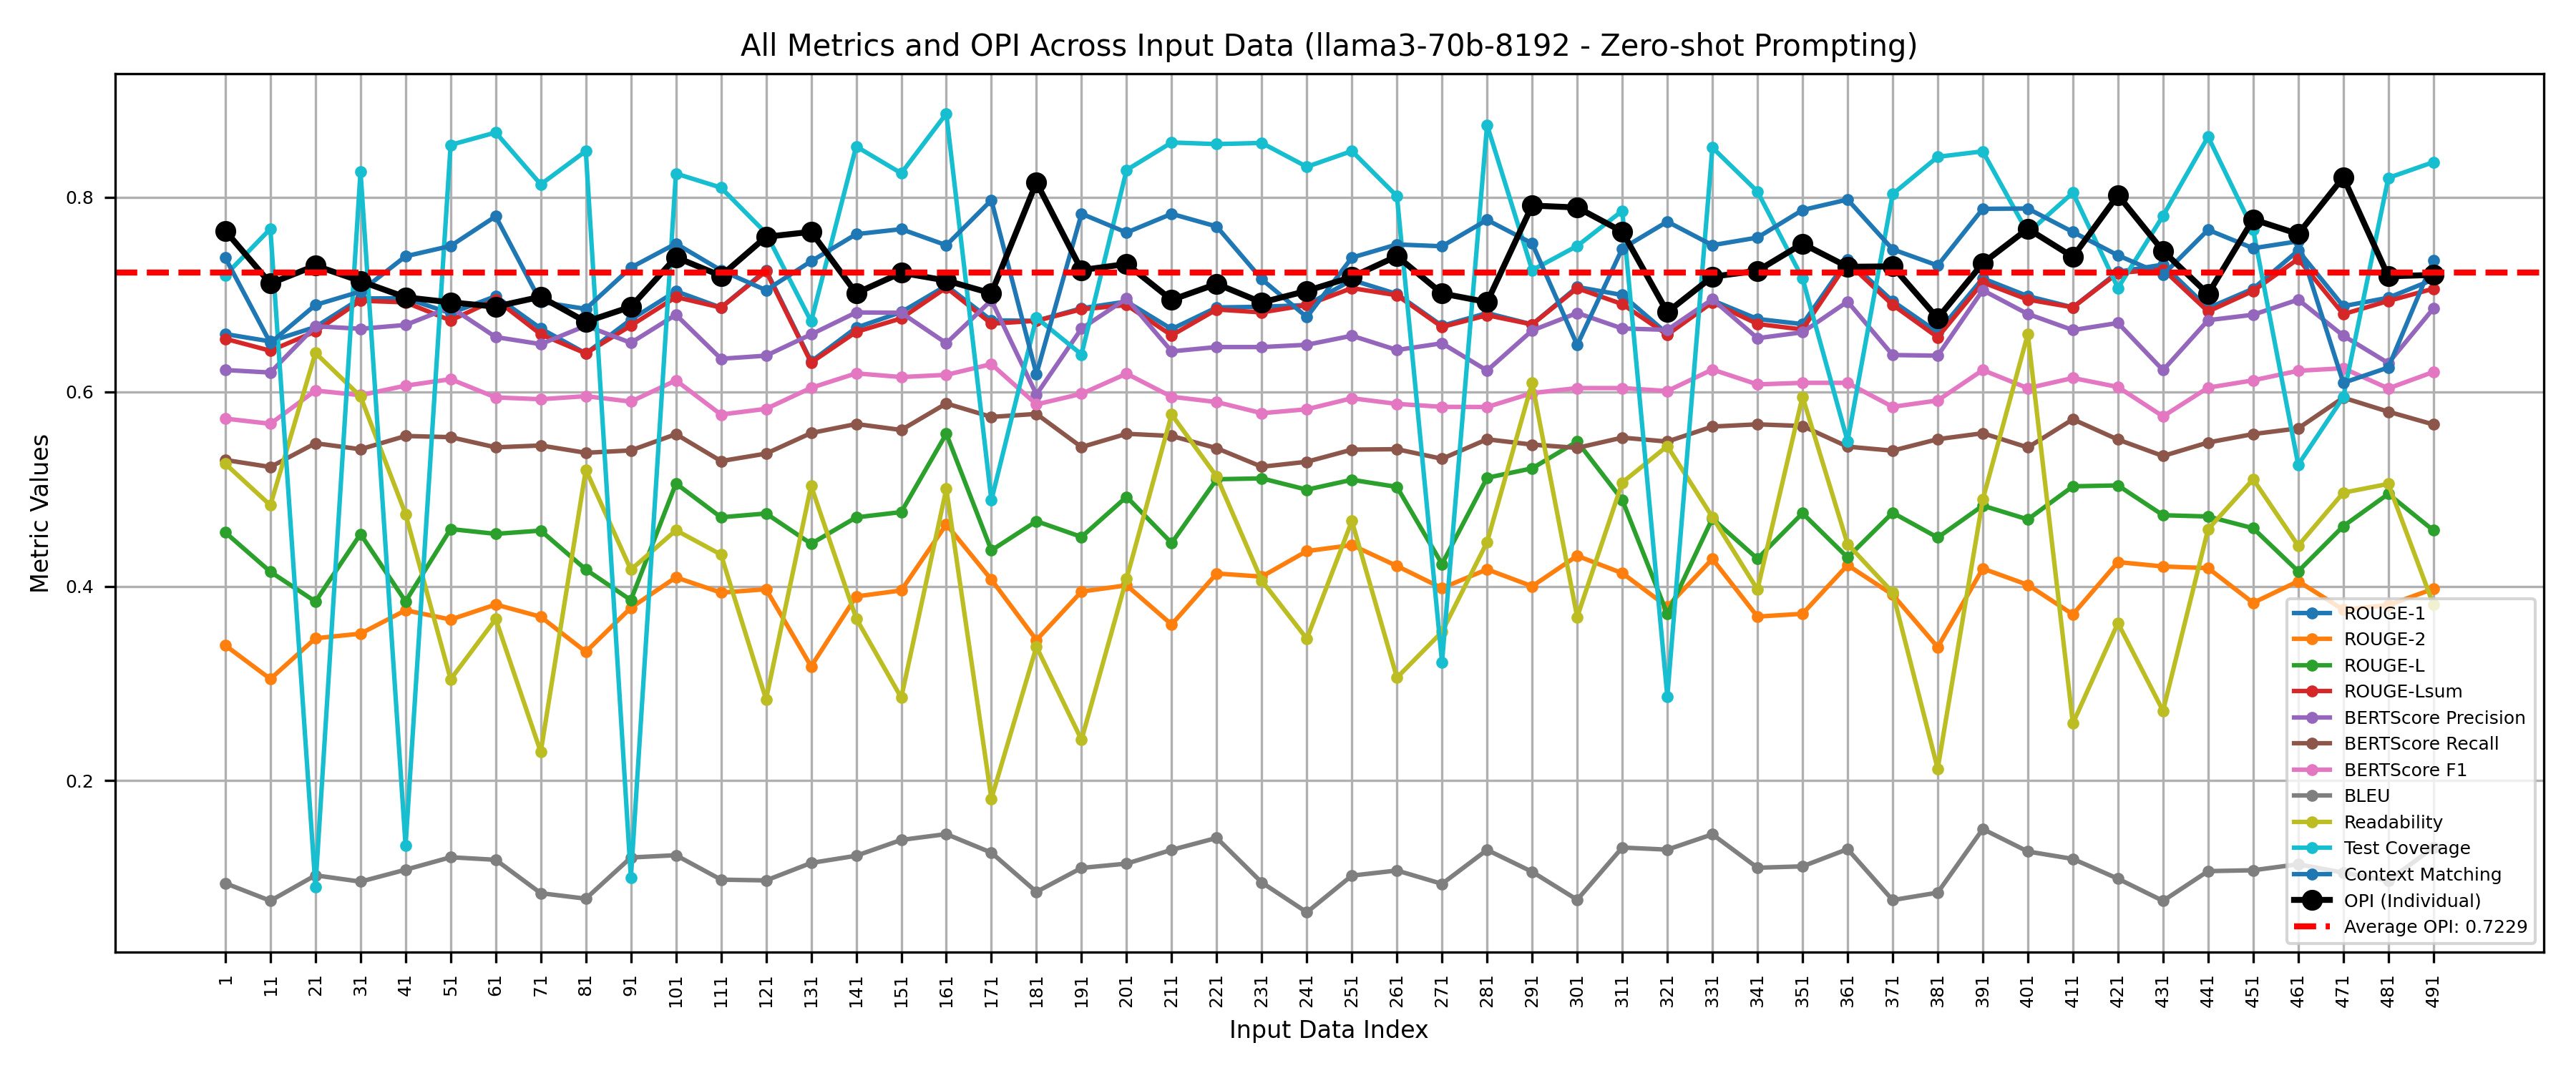 All Metrics and OPI Across Input Data (llama3-70b-8192 - Zero-shot Prompting)
Metric Values
0.8
0.6
0.4
0.2
ROUGE-1
ROUGE-2
ROUGE-L
ROUGE-Lsum
BERTScore Precision
BERTScore Recall
BERTScore F1
BLEU
Readability
Test Coverage
Context Matching
OPI (Individual)
Average OPI: 0.7229
1 11 21 31 41 51 61 71 81 91 101 111 121 131 141 151 161 171 181 191 201 211 221 231 241 251 261 271 281 291 301 311 321 331 341 351 361 371 381 391 401 411 421 431 441 451 461 471 481 491
Input Data Index